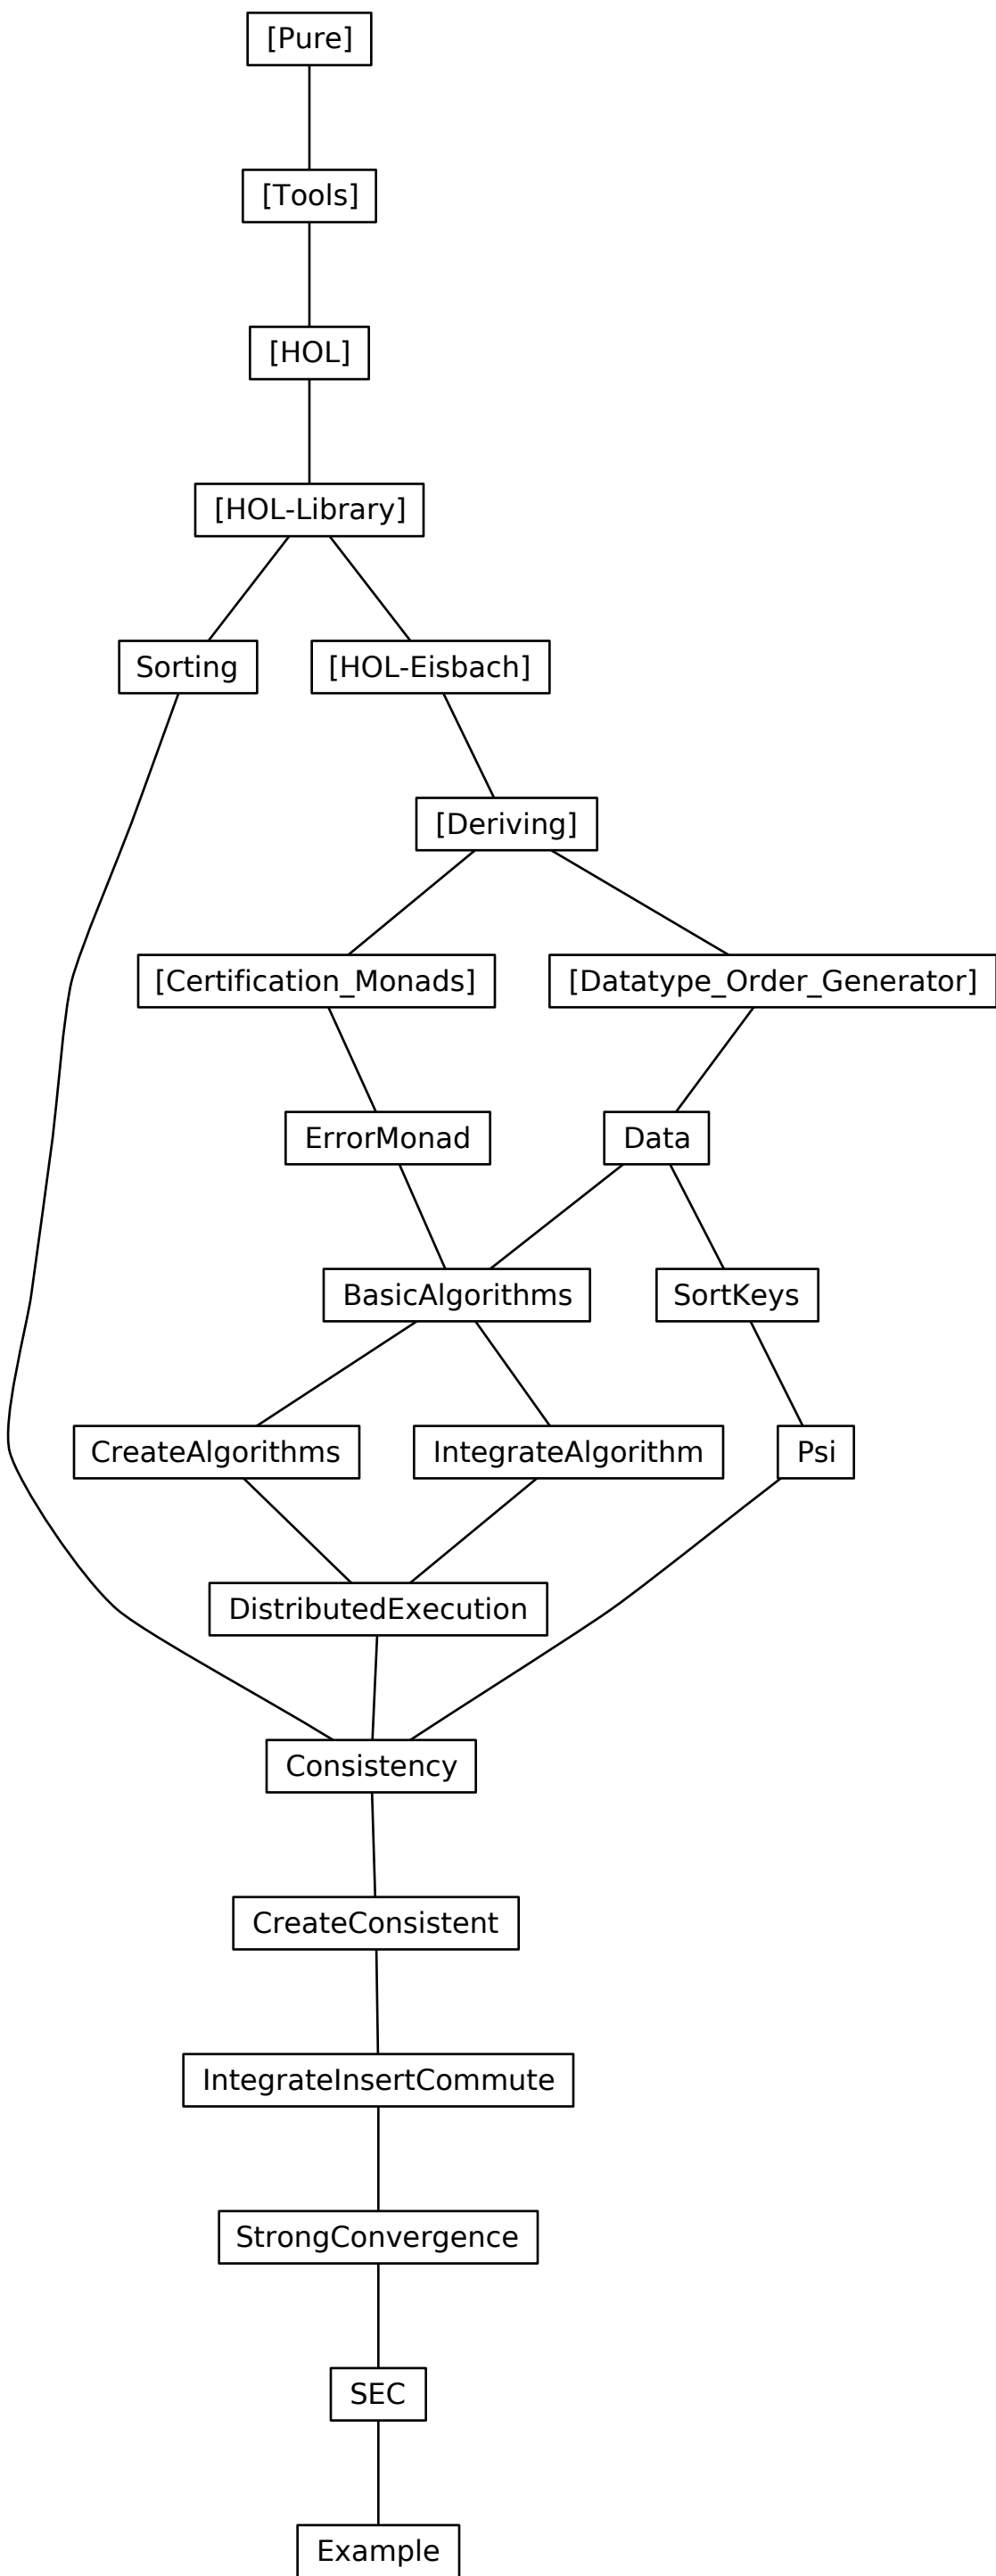 [Pure]
[Tools]
[HOL]
[HOL-Library]
Sorting
[HOL-Eisbach]
[Deriving]
[Certification_Monads]
[Datatype_Order_Generator]
ErrorMonad
Data
BasicAlgorithms
SortKeys
CreateAlgorithms
IntegrateAlgorithm
Psi
DistributedExecution
Consistency
CreateConsistent
IntegrateInsertCommute
StrongConvergence
SEC
Example